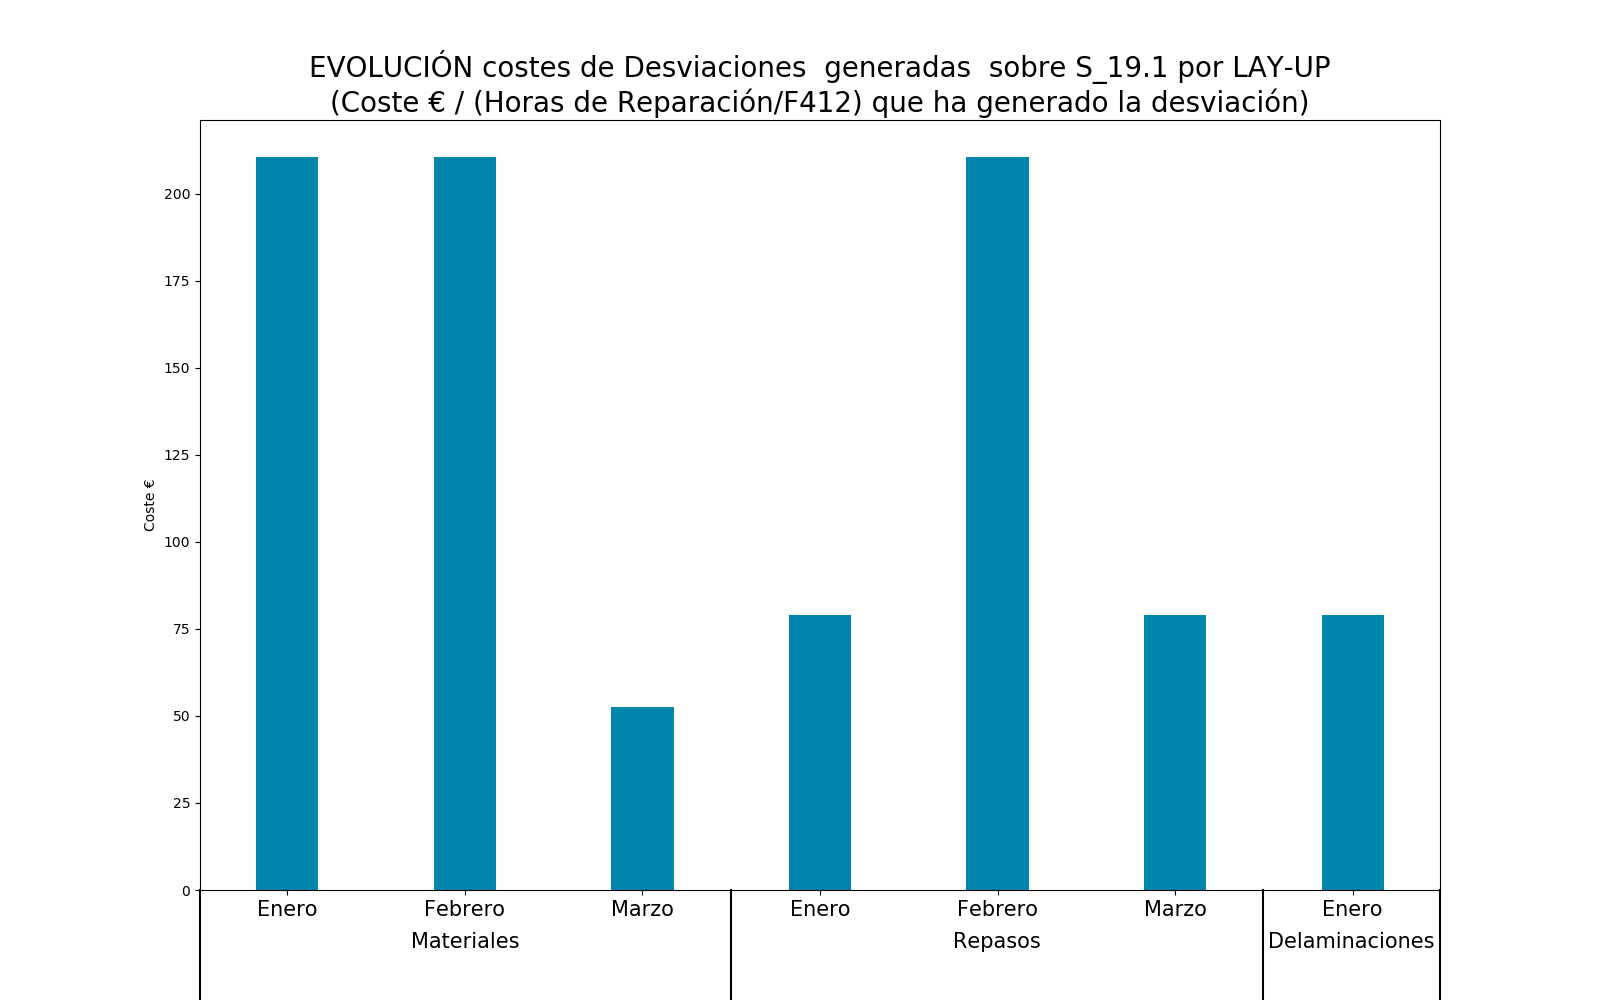 EVOLUCIÓN costes de Desviaciones  generadas  sobre S_19.1 por LAY-UP
(Coste € / (Horas de Reparación/F412) que ha generado la desviación)
200
175
150
125
100
75
50
25
0
Coste €
Enero Febrero Marzo Enero Febrero Marzo Enero
Materiales Repasos Delaminaciones